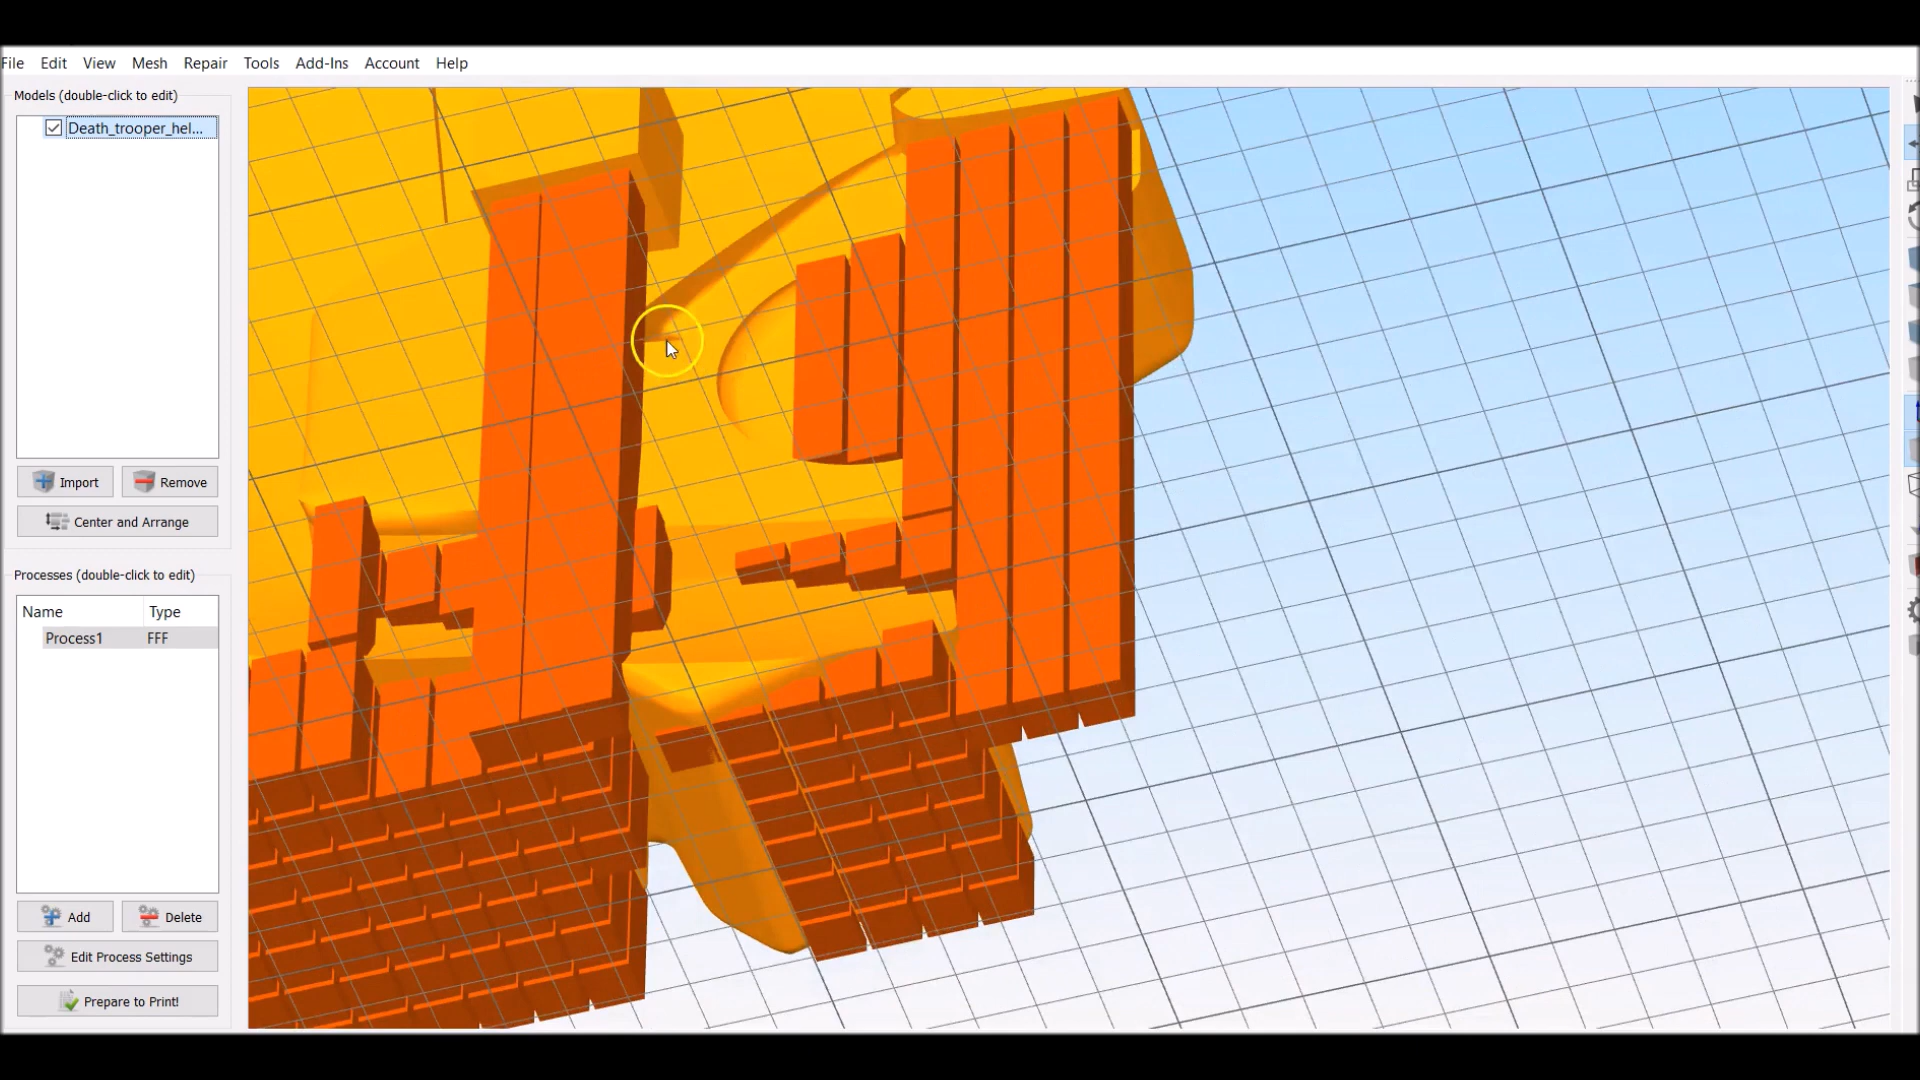 File Edit View Mesh Repair Tools Add-Ins Account Help
Models (double-click to edit)
Death_trooper_hel...
Import Remove
Center and Arrange
Processes (double-click to edit)
Name Type
Process1 FFF
Add Delete
Edit Process Settings
Prepare to Print!